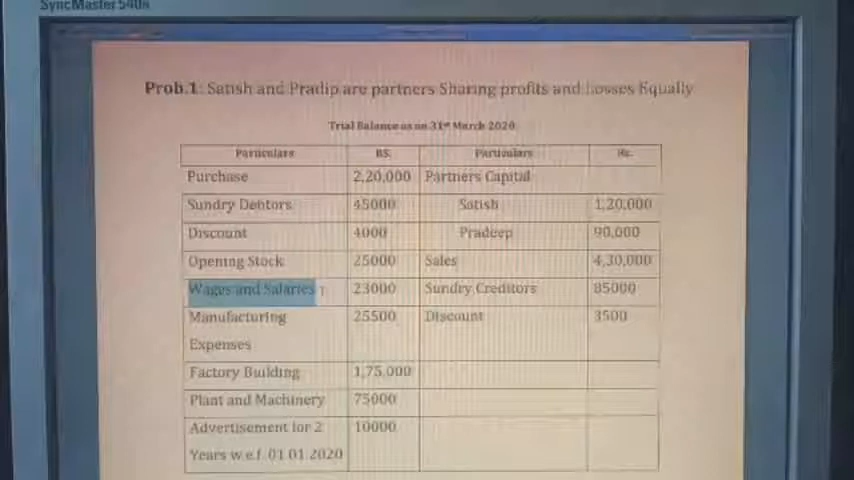 SyncMaster 540n
Prob.1: Satish and Pradip are partners Sharing profits and Losses Equally
Trial Balance as on 31st March 2020
Particulars RS. Particulars Rs.
Purchase 2,20,000 Partners Capital
Sundry Debtors 45000 Satish 1,20,000
Discount 4000 Pradeep 90,000
Opening Stock 25000 Sales 4,30,000
Wages and Salaries 23000 Sundry Creditors 85000
Manufacturing 25500 Discount 3500
Expenses
Factory Building 1,75,000
Plant and Machinery 75000
Advertisement for 2 10000
Years w.e.f. 01 01 2020